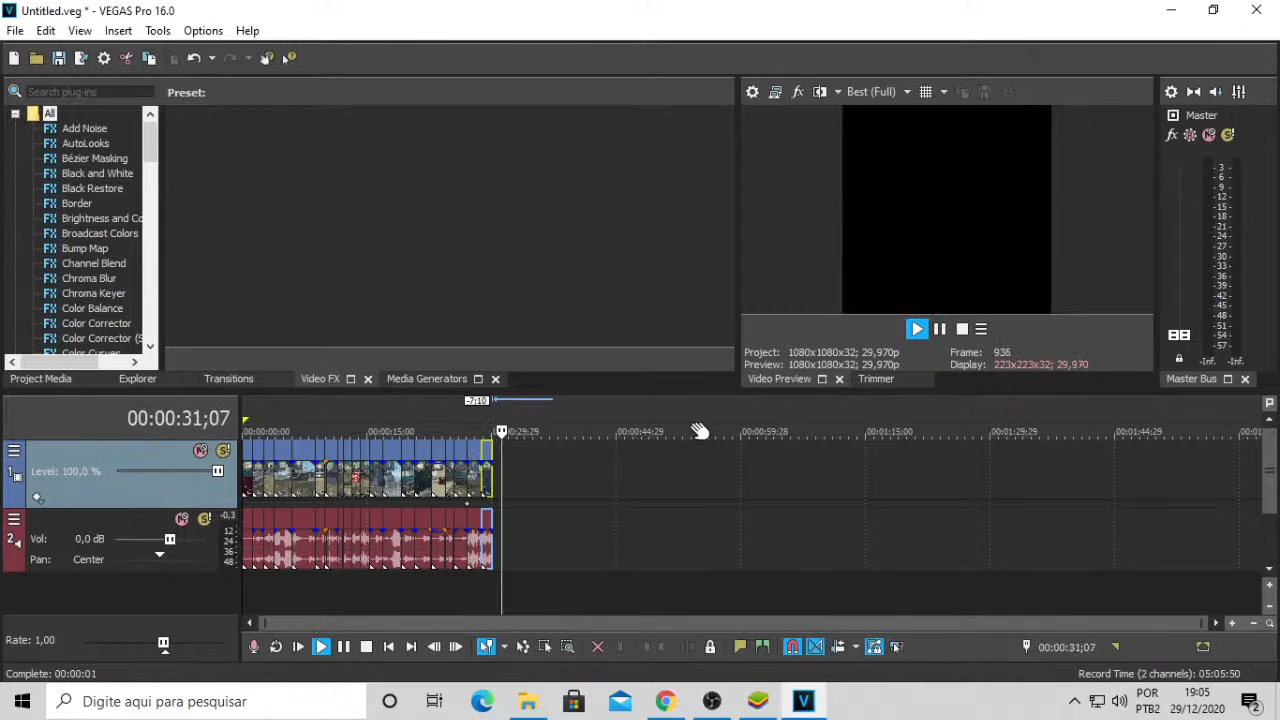 Untitled.veg * - VEGAS Pro 16.0
File Edit View Insert Tools Options Help
Search plug-ins
Preset:
Best (Full)
All
Add Noise
AutoLooks
Bézier Masking
Black and White
Black Restore
Border
Brightness and Co
Broadcast Colors
Bump Map
Channel Blend
Chroma Blur
Chroma Keyer
Color Balance
Color Corrector
Color Corrector (S
Color Curves
Master
- 3 -
- 6 -
- 9 -
-12-
-15-
-18-
-21-
-24-
-27-
-30-
-33-
-36-
-39-
-42-
-45-
-48-
-51-
-54-
-57-
-Inf. -Inf.
Project: 1080x1080x32; 29,970p
Preview: 1080x1080x32; 29,970p
Frame: 936
Display: 223x223x32; 29,970
Project Media Explorer Transitions Video FX Media Generators
Video Preview Trimmer
Master Bus
00:00:31;07
-7:10
00:00:00;00 00:00:15;00 00:00:29;29 00:00:44;29 00:00:59;28 00:01:15;00 00:01:29;29 00:01:44;29 00:01
1
Level: 100,0 %
2
Vol: 0,0 dB
Pan: Center
-0,3
12
24
36
48
Rate: 1,00
00:00:31;07
Complete: 00:00:01
Record Time (2 channels): 05:05:50
Digite aqui para pesquisar
POR
PTB2
19:05
29/12/2020
2